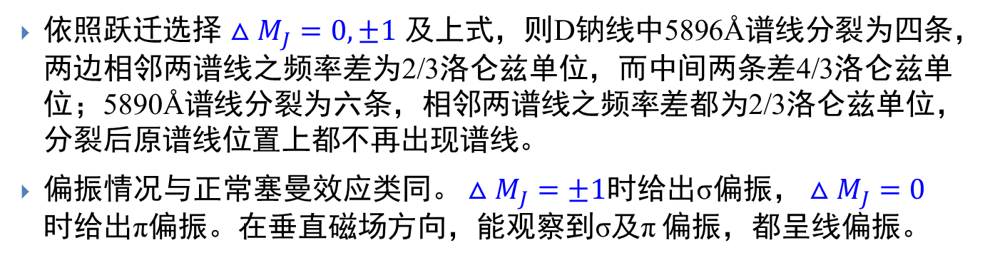 依照跃迁选择 △ M_J = 0, ±1 及上式，则D钠线中5896Å谱线分裂为四条，
两边相邻两谱线之频率差为2/3洛仑兹单位，而中间两条差4/3洛仑兹单
位；5890Å谱线分裂为六条，相邻两谱线之频率差都为2/3洛仑兹单位，
分裂后原谱线位置上都不再出现谱线。
偏振情况与正常塞曼效应类同。 △ M_J = ±1时给出σ偏振， △ M_J = 0
时给出π偏振。在垂直磁场方向，能观察到σ及π 偏振，都呈线偏振。